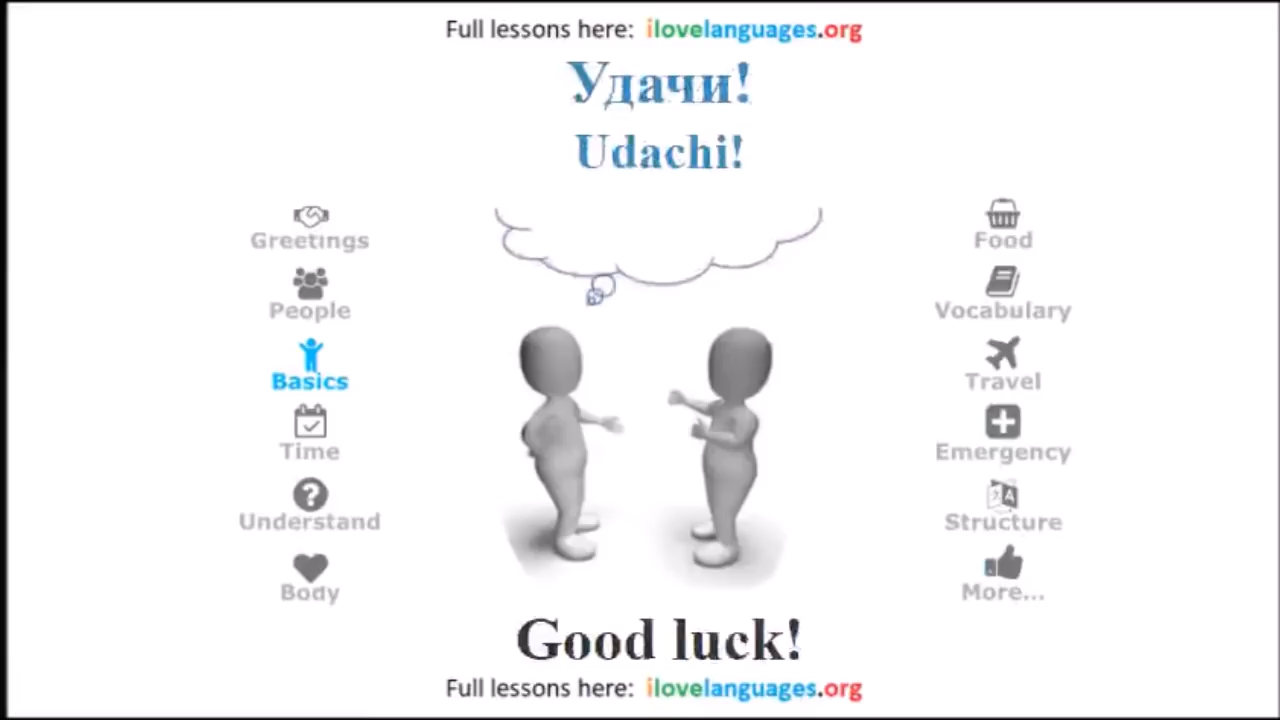 Full lessons here: ilovelanguages.org
Удачи!
Udachi!
Greetings
People
Basics
Time
Understand
Body
Food
Vocabulary
Travel
Emergency
Structure
More...
Good luck!
Full lessons here: ilovelanguages.org